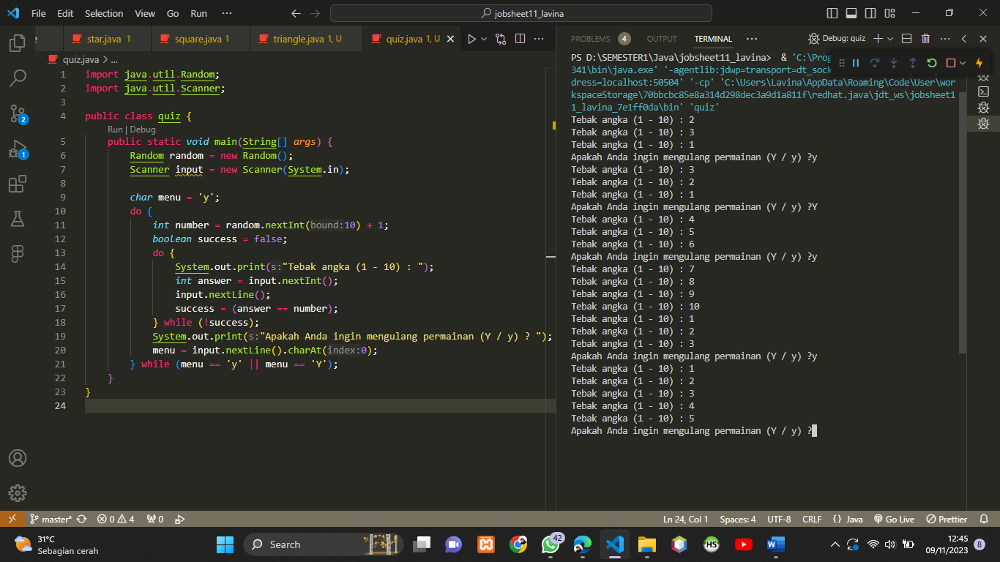 File Edit Selection View Go Run ··· jobsheet11_lavina
e star.java 1 square.java 1 triangle.java 1, U quiz.java 1, U
quiz.java > ...
1 import java.util.Random;
2 import java.util.Scanner;
3
4 public class quiz {
Run | Debug
5 public static void main(String[] args) {
6 Random random = new Random();
7 Scanner input = new Scanner(System.in);
8
9 char menu = 'y';
10 do {
11 int number = random.nextInt(bound:10) + 1;
12 boolean success = false;
13 do {
14 System.out.print(s:"Tebak angka (1 - 10) : ");
15 int answer = input.nextInt();
16 input.nextLine();
17 success = (answer == number);
18 } while (!success);
19 System.out.print(s:"Apakah Anda ingin mengulang permainan (Y / y) ? ");
20 menu = input.nextLine().charAt(index:0);
21 } while (menu == 'y' || menu == 'Y');
22 }
23 }
24
PROBLEMS 4 OUTPUT TERMINAL ··· Debug: quiz
PS D:\SEMESTER1\Java\jobsheet11_lavina> & 'C:\Prog
341\bin\java.exe' '-agentlib:jdwp=transport=dt_sock
dress=localhost:50504' '-cp' 'C:\Users\Lavina\AppData\Roaming\Code\User\wor
kspaceStorage\70bbcbc85e8a314d298dec3a9d1a811f\redhat.java\jdt_ws\jobsheet1
1_lavina_7e1ff0da\bin' 'quiz'
Tebak angka (1 - 10) : 2
Tebak angka (1 - 10) : 3
Tebak angka (1 - 10) : 1
Apakah Anda ingin mengulang permainan (Y / y) ?y
Tebak angka (1 - 10) : 3
Tebak angka (1 - 10) : 2
Tebak angka (1 - 10) : 1
Apakah Anda ingin mengulang permainan (Y / y) ?Y
Tebak angka (1 - 10) : 4
Tebak angka (1 - 10) : 5
Tebak angka (1 - 10) : 6
Apakah Anda ingin mengulang permainan (Y / y) ?y
Tebak angka (1 - 10) : 7
Tebak angka (1 - 10) : 8
Tebak angka (1 - 10) : 9
Tebak angka (1 - 10) : 10
Tebak angka (1 - 10) : 1
Tebak angka (1 - 10) : 2
Tebak angka (1 - 10) : 3
Apakah Anda ingin mengulang permainan (Y / y) ?y
Tebak angka (1 - 10) : 1
Tebak angka (1 - 10) : 2
Tebak angka (1 - 10) : 3
Tebak angka (1 - 10) : 4
Tebak angka (1 - 10) : 5
Apakah Anda ingin mengulang permainan (Y / y) ?
2
1
master* 0 4 0 Ln 24, Col 1 Spaces: 4 UTF-8 CRLF {} Java Go Live Prettier
31°C
Sebagian cerah
Search
42
HS
12:45
09/11/2023
8